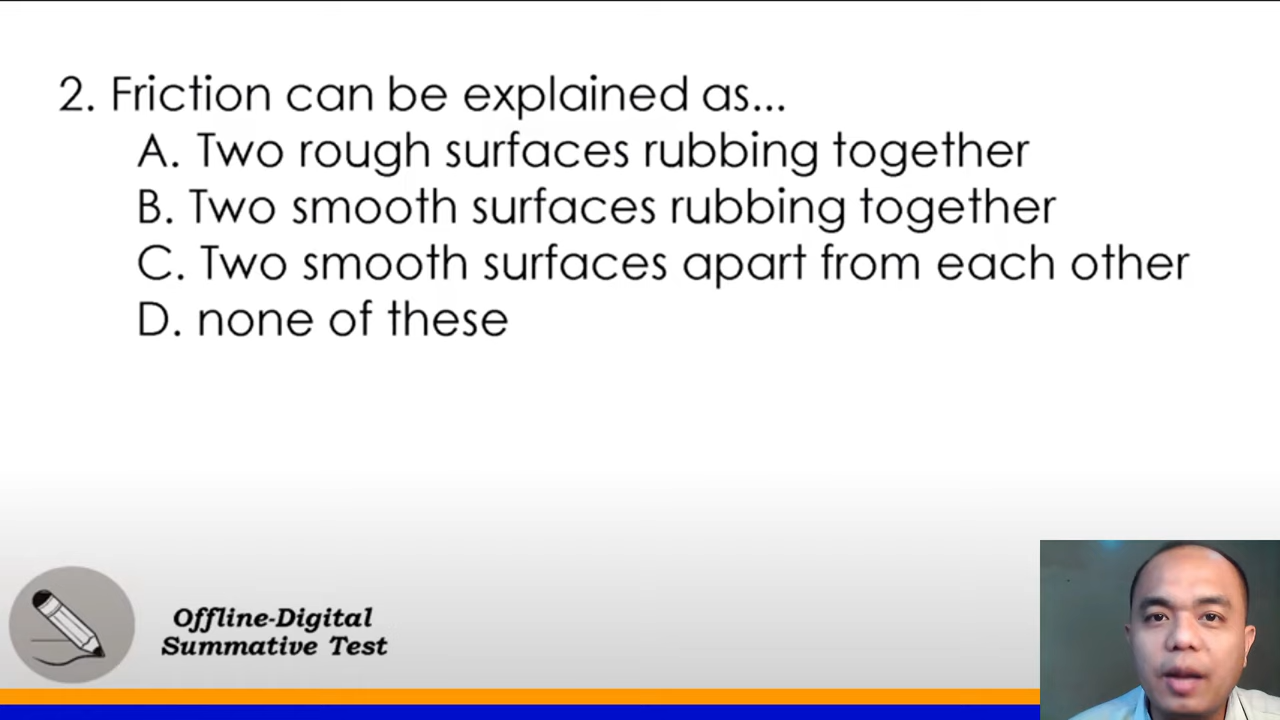 2. Friction can be explained as...
A. Two rough surfaces rubbing together
B. Two smooth surfaces rubbing together
C. Two smooth surfaces apart from each other
D. none of these
Offline-Digital
Summative Test